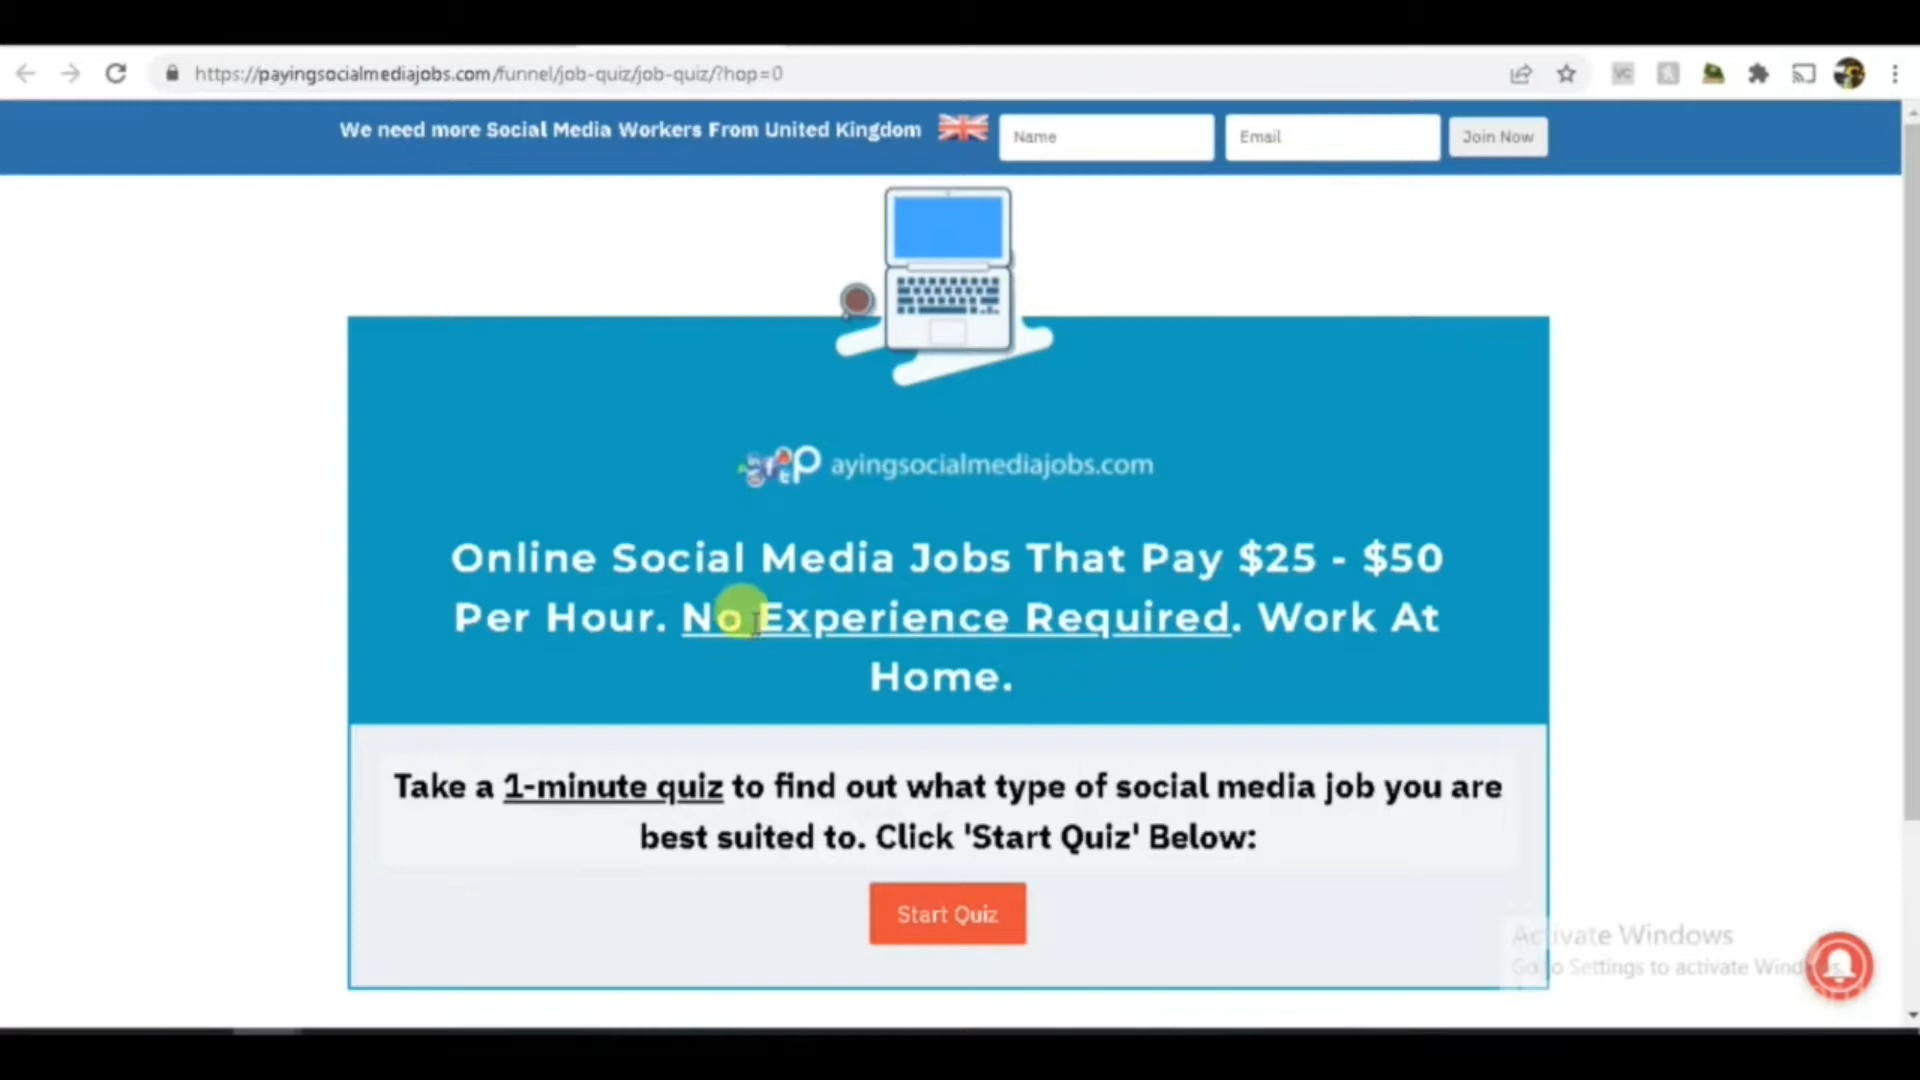 https://payingsocialmediajobs.com/funnel/job-quiz/job-quiz/?hop=0
We need more Social Media Workers From United Kingdom
Name
Email
Join Now
payingsocialmediajobs.com
Online Social Media Jobs That Pay $25 - $50
Per Hour. No Experience Required. Work At
Home.
Take a 1-minute quiz to find out what type of social media job you are
best suited to. Click 'Start Quiz' Below:
Start Quiz
Activate Windows
Go to Settings to activate Windows.